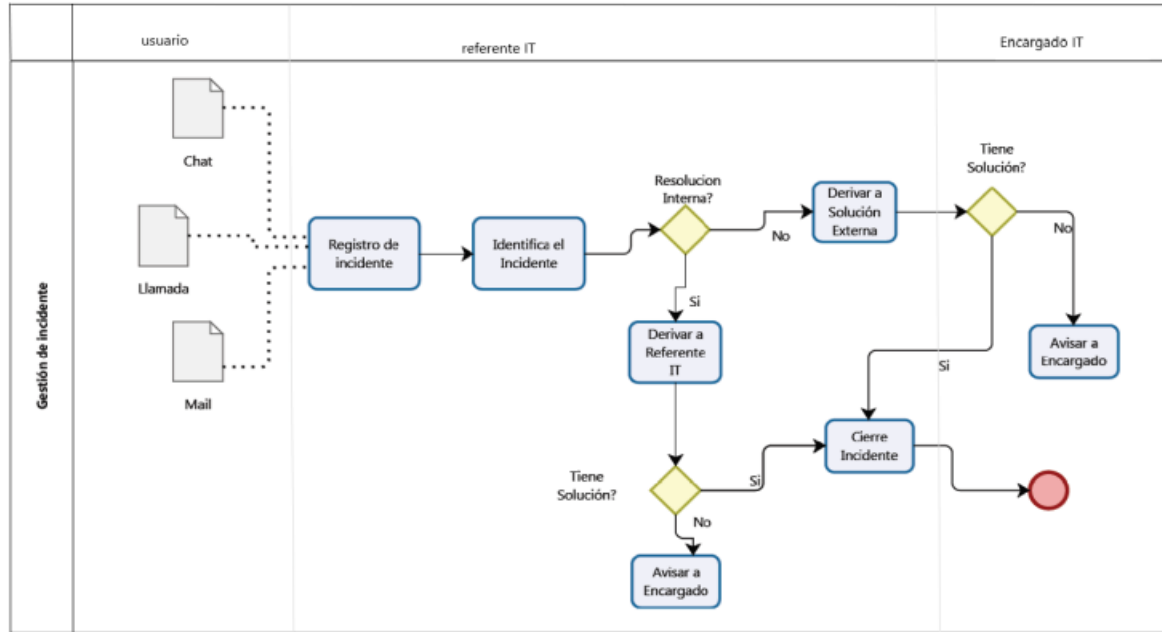 usuario
referente IT
Encargado IT
Gestión de incidente
Chat
Llamada
Mail
Registro de
incidente
Identifica el
Incidente
Resolucion
Interna?
No
Si
Derivar a
Solución
Externa
Tiene
Solución?
No
Si
Avisar a
Encargado
Derivar a
Referente
IT
Tiene
Solución?
Si
No
Cierre
Incidente
Avisar a
Encargado